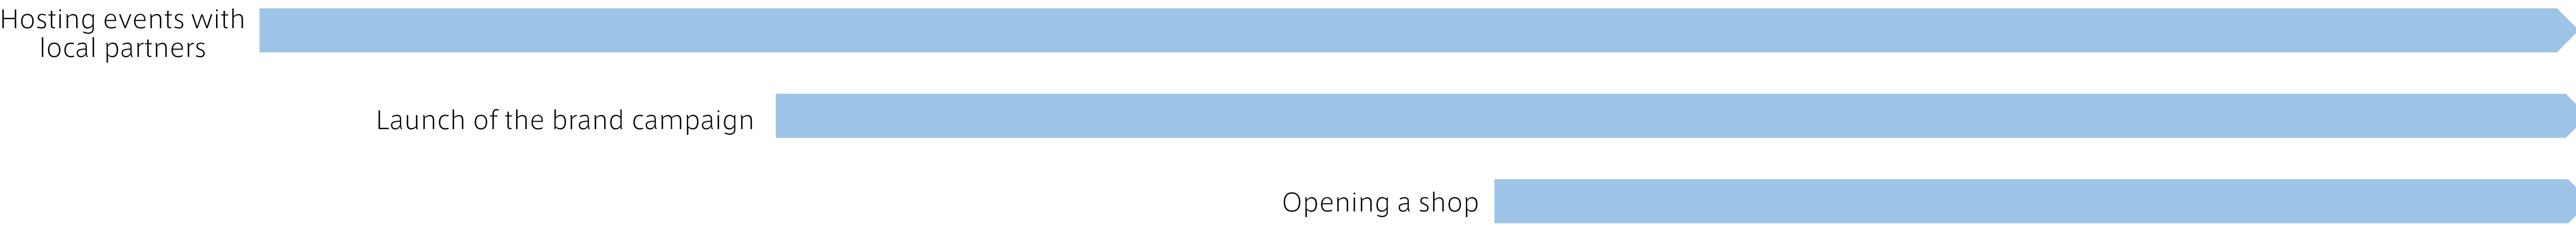 Hosting events with
local partners
Launch of the brand campaign
Opening a shop